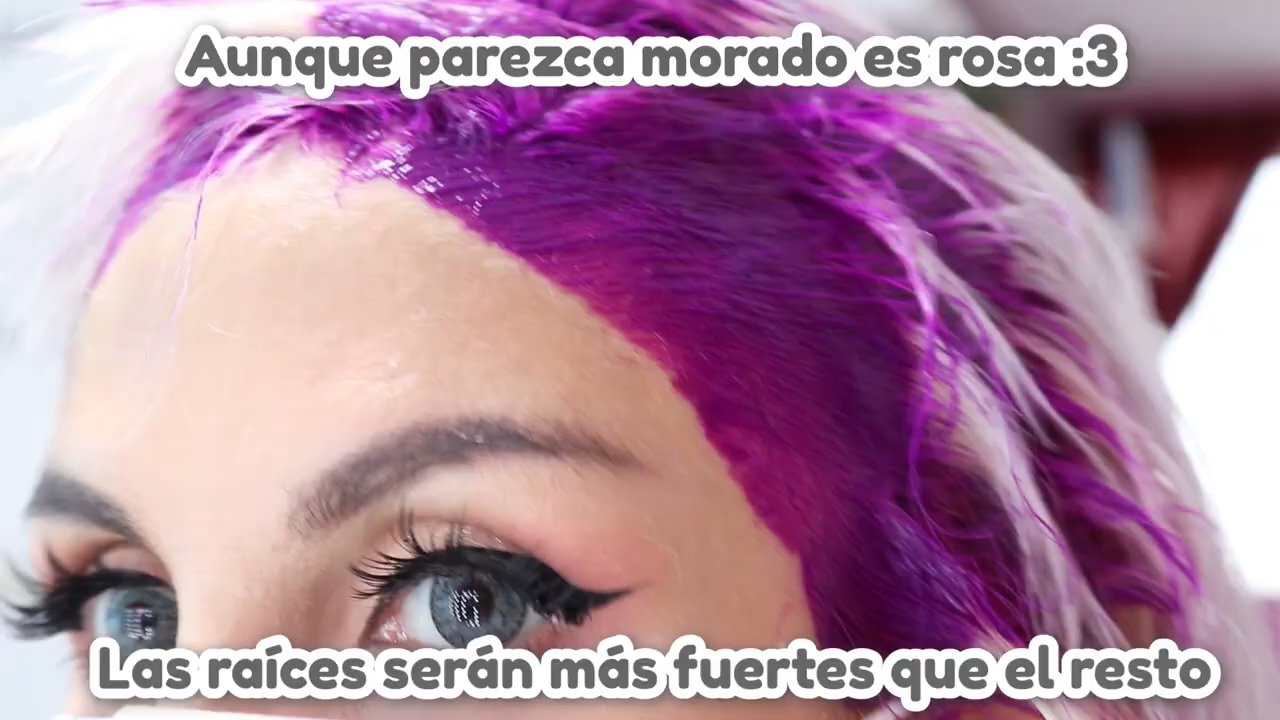 Aunque parezca morado es rosa :3
Las raíces serán más fuertes que el resto